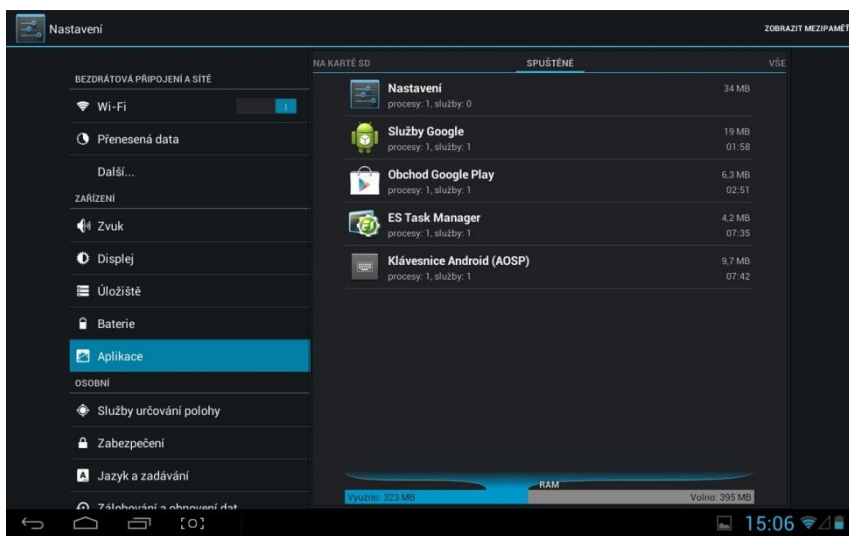 Nastavení
ZOBRAZIT MEZIPAMĚŤ
BEZDRÁTOVÁ PŘIPOJENÍ A SÍTĚ
Wi-Fi
Přenesená data
Další...
ZAŘÍZENÍ
Zvuk
Displej
Úložiště
Baterie
Aplikace
OSOBNÍ
Služby určování polohy
Zabezpečení
A Jazyk a zadávání
Zálohování a obnovení dat
NA KARTĚ SD SPUŠTĚNÉ VŠE
Nastavení 34 MB
procesy: 1, služby: 0
Služby Google 19 MB
procesy: 1, služby: 1 01:58
Obchod Google Play 6,3 MB
procesy: 1, služby: 1 02:51
ES Task Manager 4,2 MB
procesy: 1, služby: 1 07:35
Klávesnice Android (AOSP) 9,7 MB
procesy: 1, služby: 1 07:42
RAM
Využito: 323 MB Volno: 395 MB
15:06